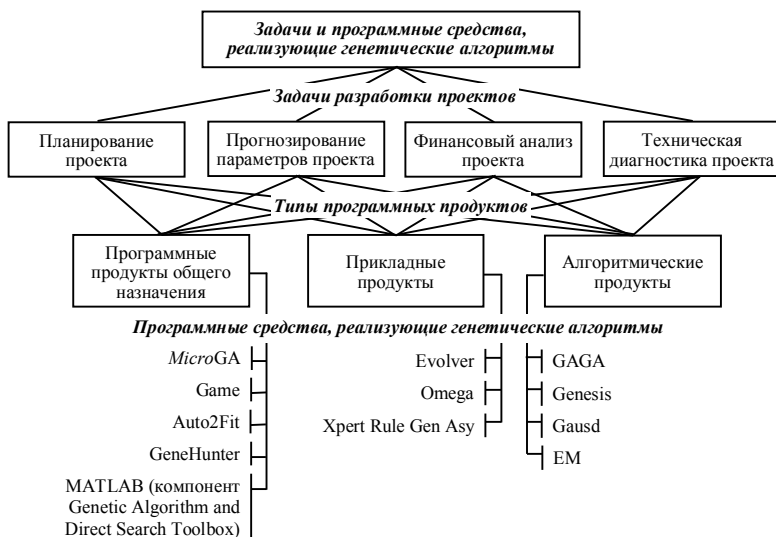 Задачи и программные средства,
реализующие генетические алгоритмы
Задачи разработки проектов
Планирование
проекта
Прогнозирование
параметров проекта
Финансовый анализ
проекта
Техническая
диагностика проекта
Типы программных продуктов
Программные
продукты общего
назначения
Прикладные
продукты
Алгоритмические
продукты
Программные средства, реализующие генетические алгоритмы
MicroGA
Game
Auto2Fit
GeneHunter
MATLAB (компонент
Genetic Algorithm and
Direct Search Toolbox)
Evolver
Omega
Xpert Rule Gen Asy
GAGA
Genesis
Gausd
EM